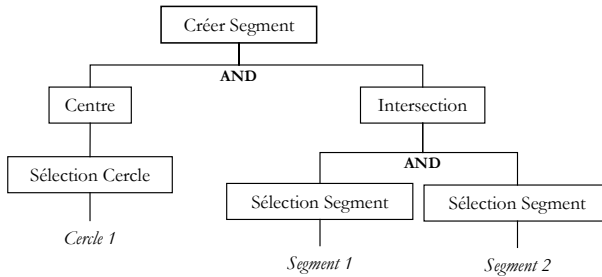 Créer Segment
AND
Centre
Intersection
AND
Sélection Cercle
Sélection Segment
Sélection Segment
Cercle 1
Segment 1
Segment 2